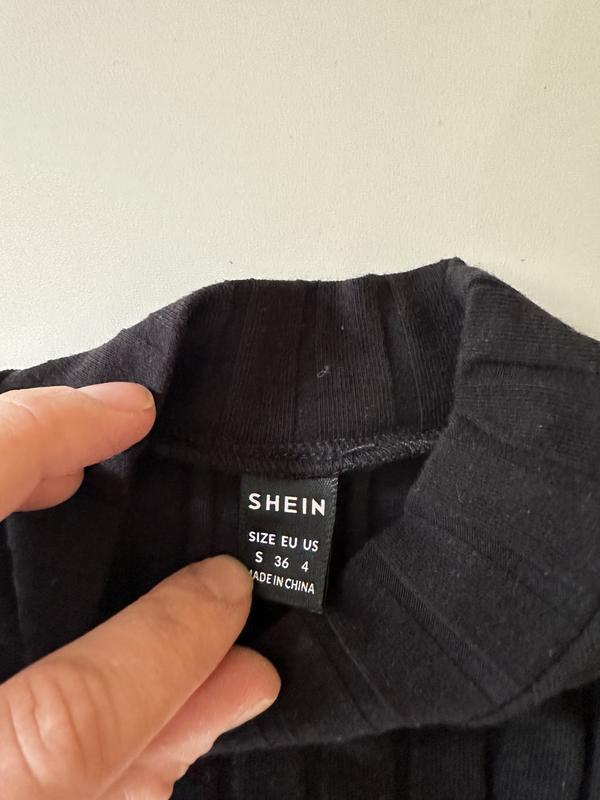 SHEIN
SIZE EU US
S 36 4
MADE IN CHINA